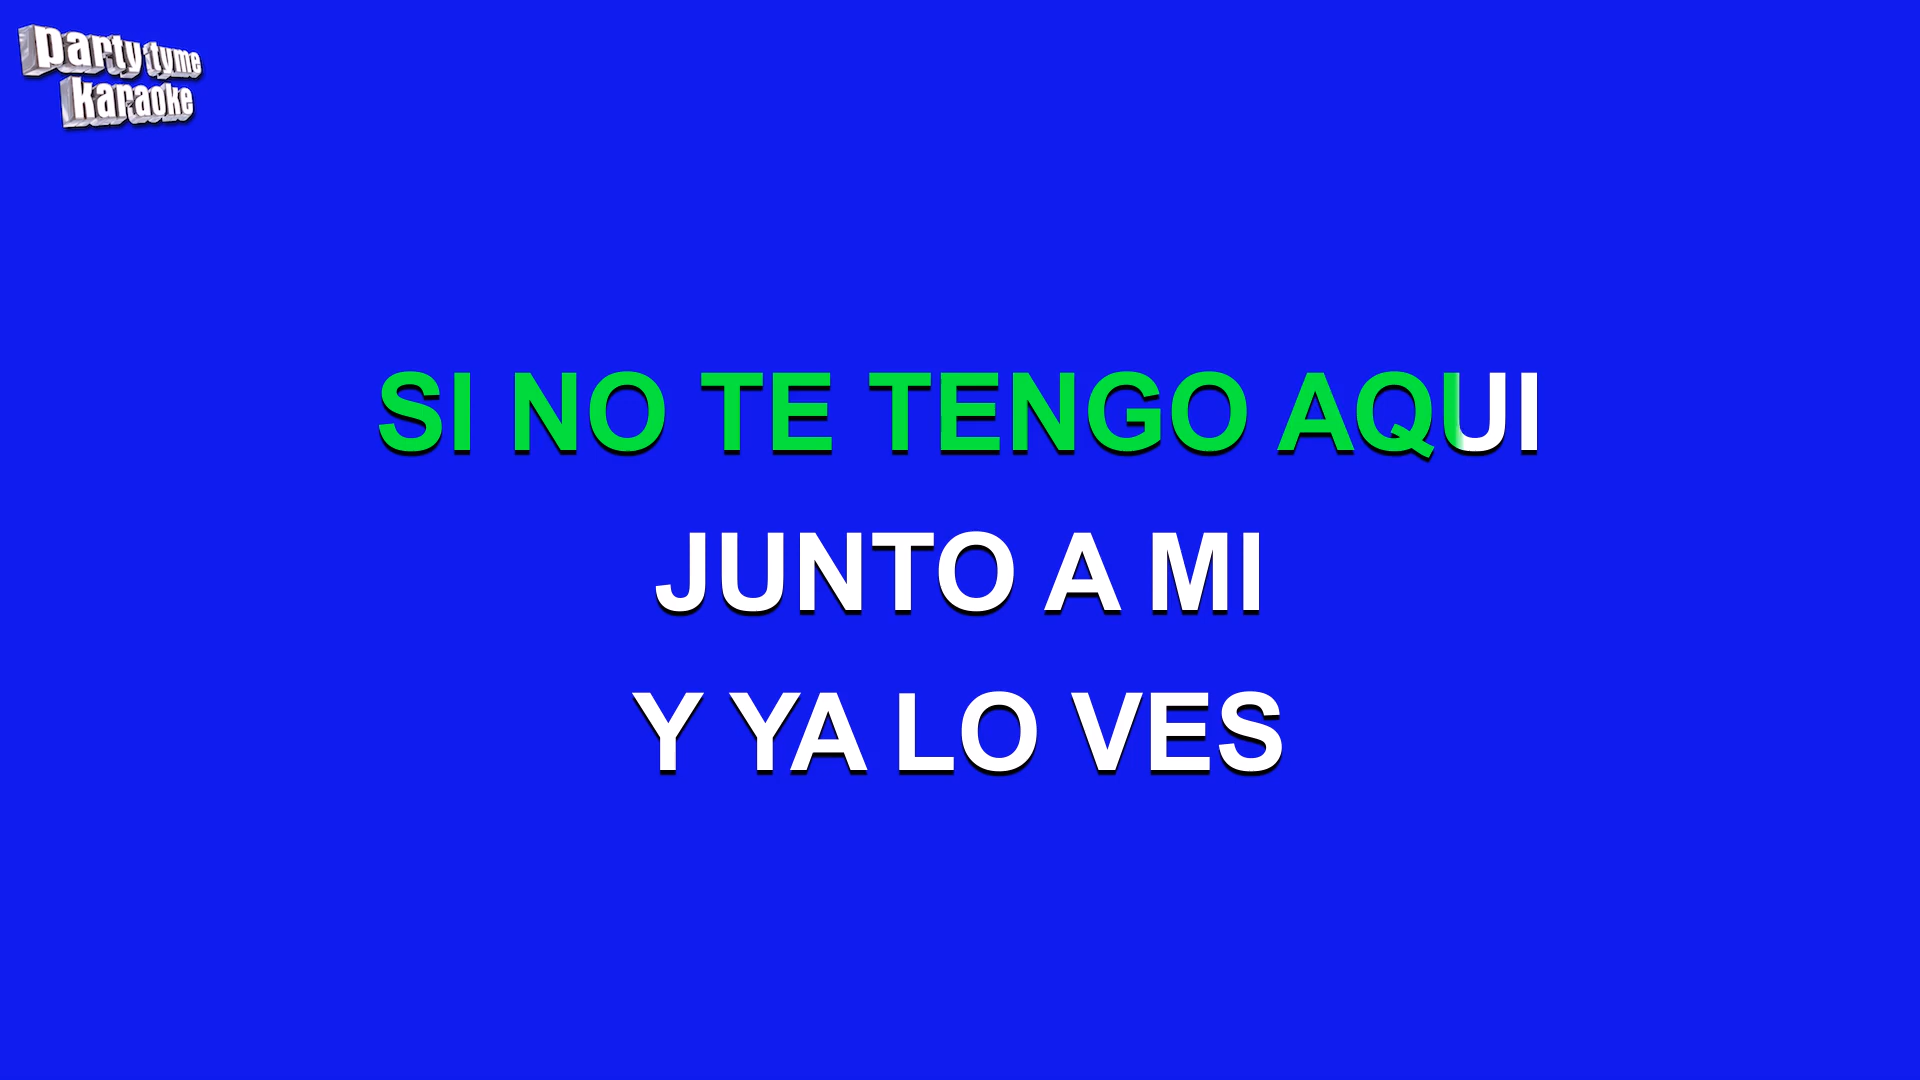 party tyme
karaoke
SI NO TE TENGO AQUI
JUNTO A MI
Y YA LO VES